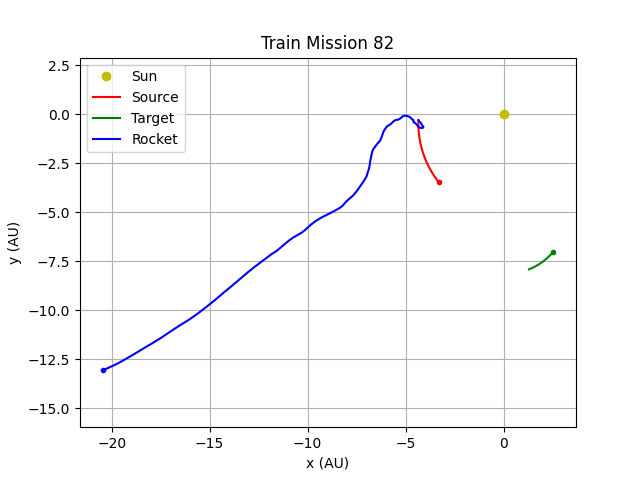 Train Mission 82
Sun
Source
Target
Rocket
y (AU)
2.5
0.0
−2.5
−5.0
−7.5
−10.0
−12.5
−15.0
−20
−15
−10
−5
0
x (AU)